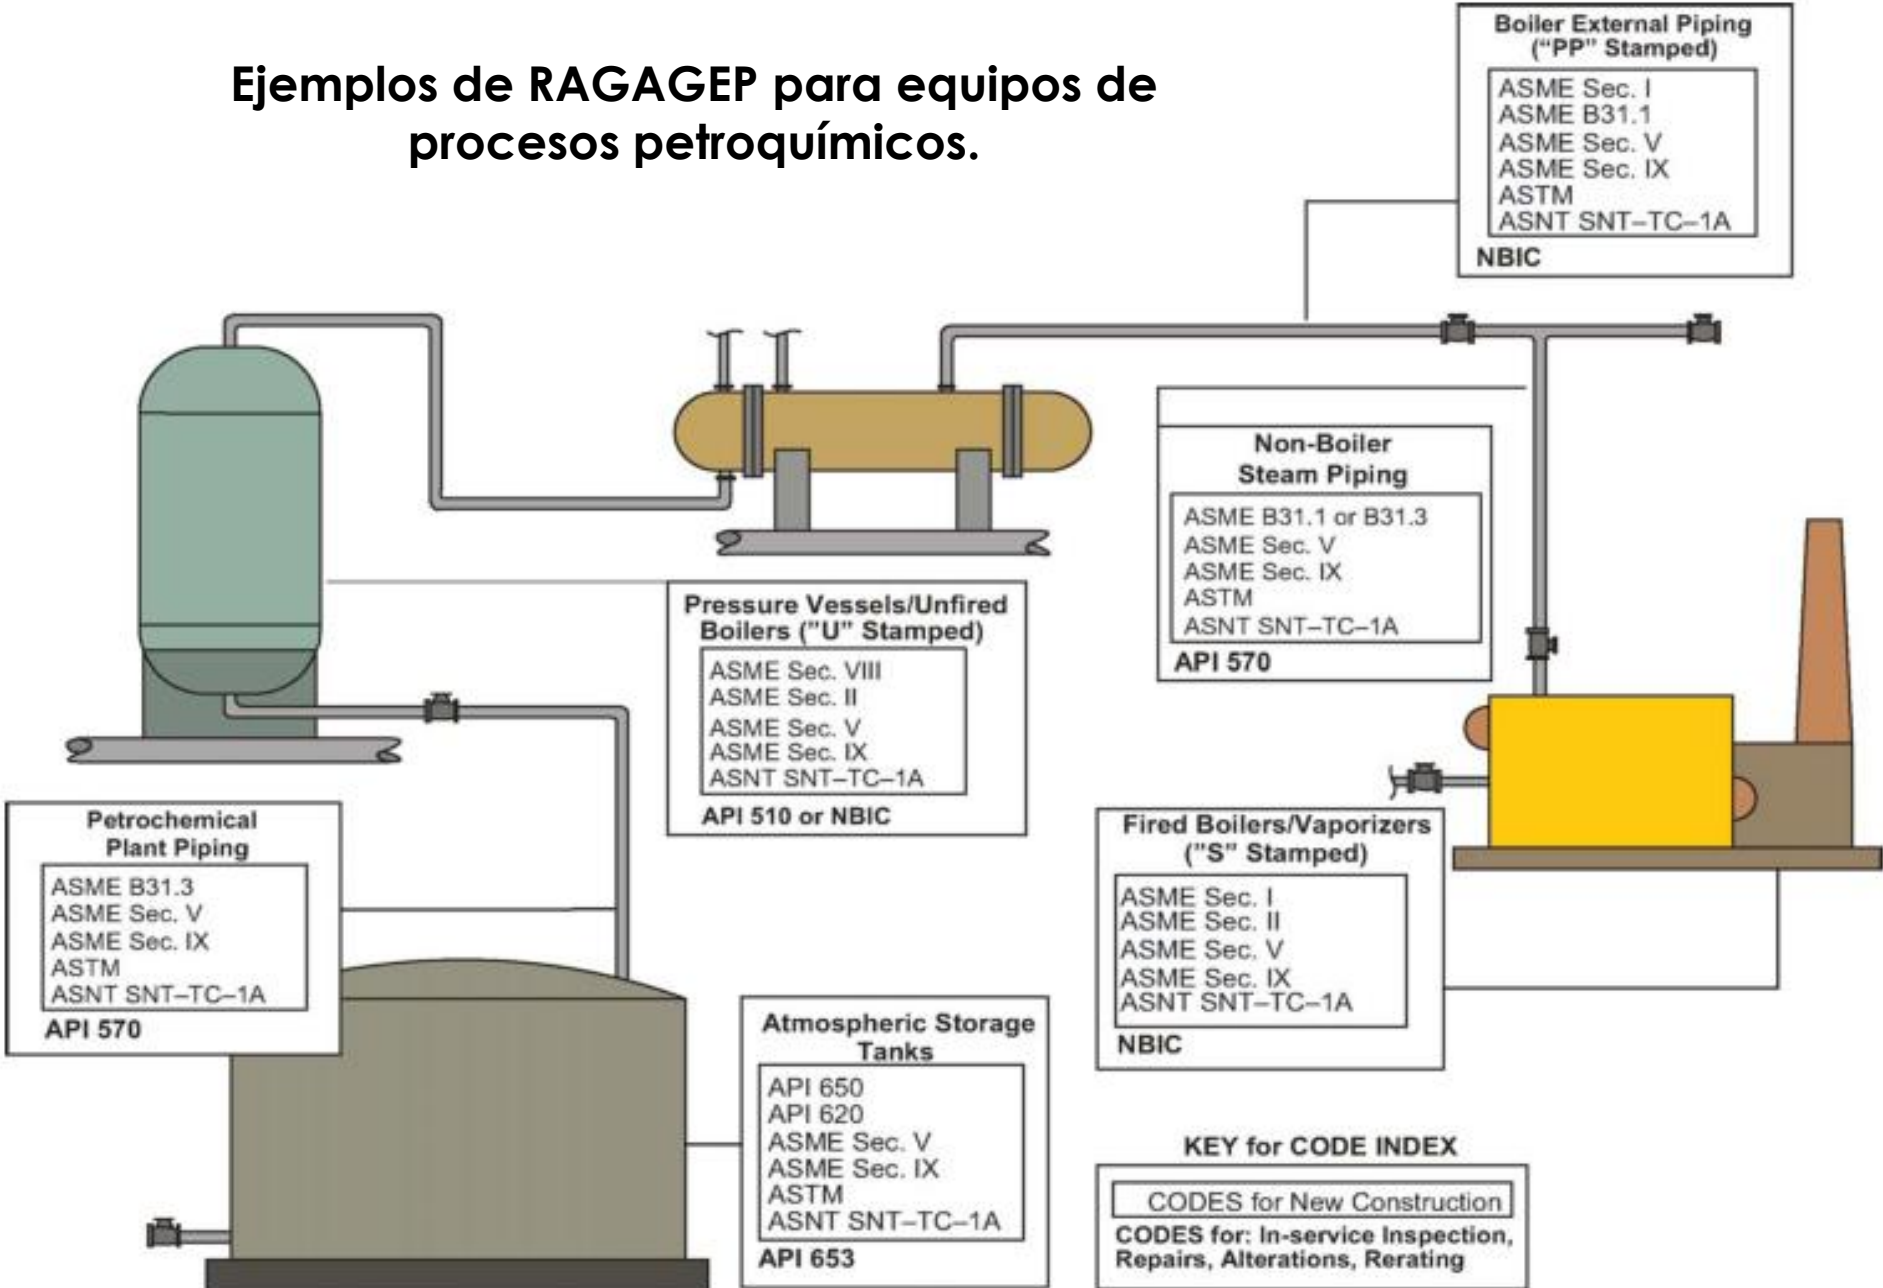 Ejemplos de RAGAGEP para equipos de
procesos petroquímicos.
Boiler External Piping
("PP" Stamped)
ASME Sec. I
ASME B31.1
ASME Sec. V
ASME Sec. IX
ASTM
ASNT SNT–TC–1A
NBIC
Non-Boiler
Steam Piping
ASME B31.1 or B31.3
ASME Sec. V
ASME Sec. IX
ASTM
ASNT SNT–TC–1A
API 570
Pressure Vessels/Unfired
Boilers ("U" Stamped)
ASME Sec. VIII
ASME Sec. II
ASME Sec. V
ASME Sec. IX
ASNT SNT–TC–1A
API 510 or NBIC
Petrochemical
Plant Piping
ASME B31.3
ASME Sec. V
ASME Sec. IX
ASTM
ASNT SNT–TC–1A
API 570
Fired Boilers/Vaporizers
("S" Stamped)
ASME Sec. I
ASME Sec. II
ASME Sec. V
ASME Sec. IX
ASNT SNT–TC–1A
NBIC
Atmospheric Storage
Tanks
API 650
API 620
ASME Sec. V
ASME Sec. IX
ASTM
ASNT SNT–TC–1A
API 653
KEY for CODE INDEX
CODES for New Construction
CODES for: In-service Inspection,
Repairs, Alterations, Rerating